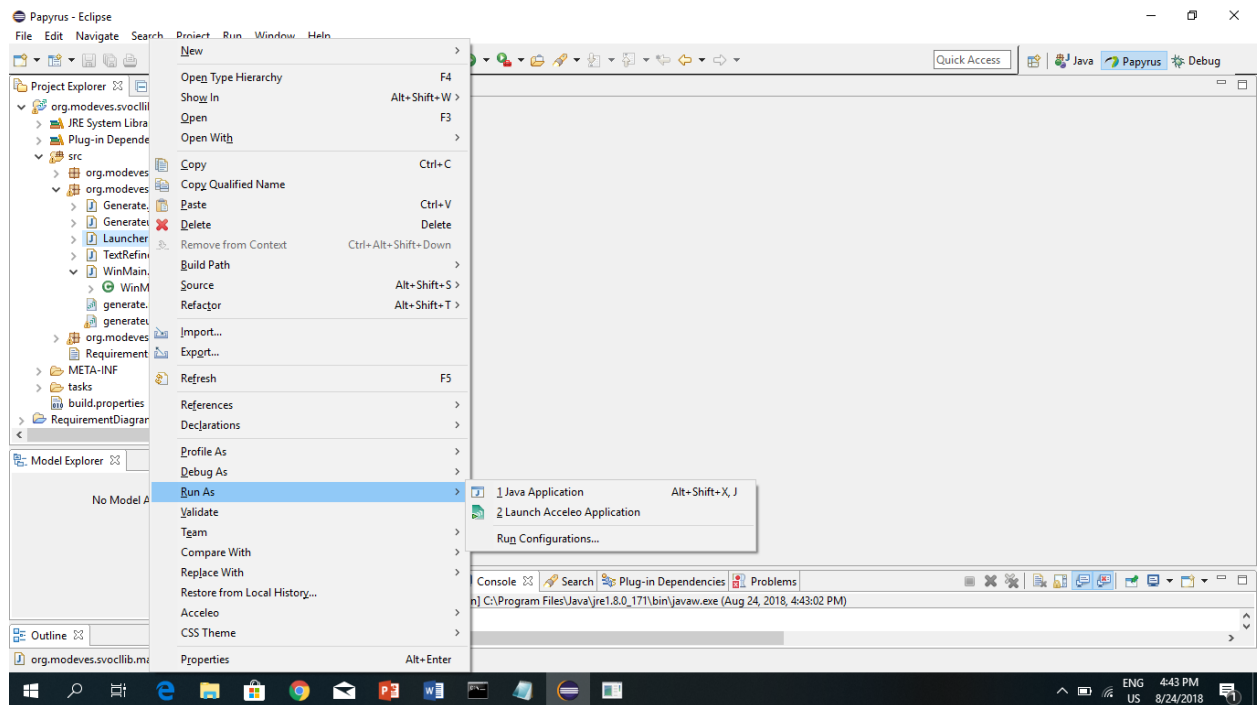 Papyrus - Eclipse
File Edit Navigate Search Project Run Window Help
Quick Access
Java
Papyrus
Debug
Project Explorer
org.modeves.svocllib
JRE System Libra
Plug-in Depende
src
org.modeves
org.modeves
Generate.
Generate
Launcher
TextRefin
WinMain.
WinM
generate.
generate
org.modeves
Requirement
META-INF
tasks
build.properties
RequirementDiagram
Model Explorer
No Model A
Outline
org.modeves.svocllib.ma
New
Open Type Hierarchy F4
Show In Alt+Shift+W
Open F3
Open With
Copy Ctrl+C
Copy Qualified Name
Paste Ctrl+V
Delete Delete
Remove from Context Ctrl+Alt+Shift+Down
Build Path
Source Alt+Shift+S
Refactor Alt+Shift+T
Import...
Export...
Refresh F5
References
Declarations
Profile As
Debug As
Run As
Validate
Team
Compare With
Replace With
Restore from Local History...
Acceleo
CSS Theme
Properties Alt+Enter
1 Java Application Alt+Shift+X, J
2 Launch Acceleo Application
Run Configurations...
Console Search Plug-in Dependencies Problems
n] C:\Program Files\Java\jre1.8.0_171\bin\javaw.exe (Aug 24, 2018, 4:43:02 PM)
ENG 4:43 PM
US 8/24/2018